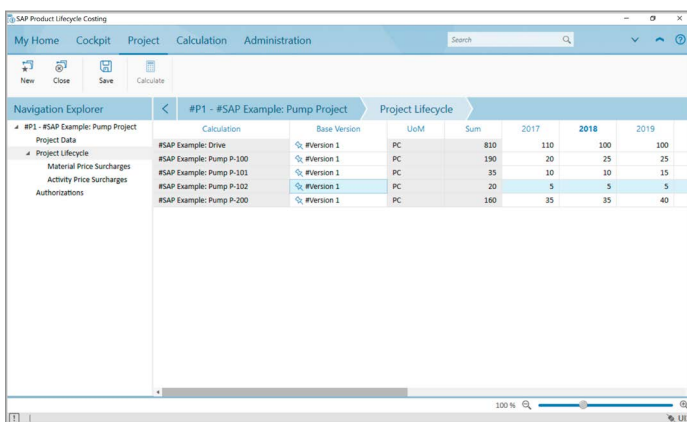 SAP Product Lifecycle Costing
My Home Cockpit Project Calculation Administration Search
New Close Save Calculate
Navigation Explorer #P1 - #SAP Example: Pump Project Project Lifecycle
#P1 - #SAP Example: Pump Project Calculation Base Version UoM Sum 2017 2018 2019
Project Data #SAP Example: Drive #Version 1 PC 810 110 100 100
Project Lifecycle #SAP Example: Pump P-100 #Version 1 PC 190 20 25 25
Material Price Surcharges #SAP Example: Pump P-101 #Version 1 PC 35 10 10 15
Activity Price Surcharges #SAP Example: Pump P-102 #Version 1 PC 20 5 5 5
Authorizations #SAP Example: Pump P-200 #Version 1 PC 160 35 35 40
100 %
UI